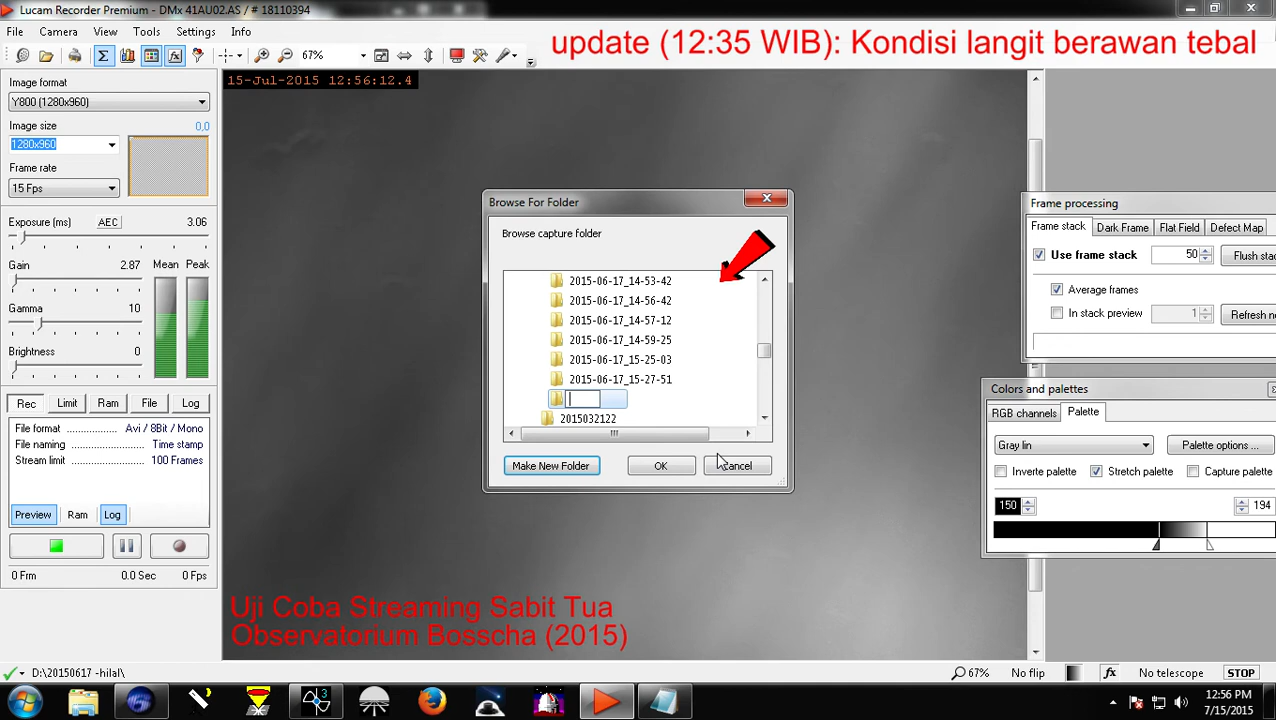 Lucam Recorder Premium - DMx 41AU02.AS / # 18110394
File Camera View Tools Settings Info
67%
update (12:35 WIB): Kondisi langit berawan tebal
15-Jul-2015 12:56:12.4
Image format
Y800 (1280x960)
Image size 0,0
1280x960
Frame rate
15 Fps
Exposure (ms) AEC 3.06
Gain 2.87 Mean Peak
Gamma 10
Brightness 0
Rec Limit Ram File Log
File format Avi / 8Bit / Mono
File naming Time stamp
Stream limit 100 Frames
Preview Ram Log
0 Frm 0.0 Sec 0 Fps
Browse For Folder
Browse capture folder
2015-06-17_14-53-42
2015-06-17_14-56-42
2015-06-17_14-57-12
2015-06-17_14-59-25
2015-06-17_15-25-03
2015-06-17_15-27-51
2015032122
Make New Folder OK Cancel
Frame processing
Frame stack Dark Frame Flat Field Defect Map
Use frame stack 50 Flush
Average frames
In stack preview 1 Refresh
Colors and palettes
RGB channels Palette
Gray lin Palette options ...
Inverte palette Stretch palette Capture palette
150 194
Uji Coba Streaming Sabit Tua
Observatorium Bosscha (2015)
D:\20150617 -hilal\ 67% No flip fx No telescope STOP
12:56 PM
7/15/2015